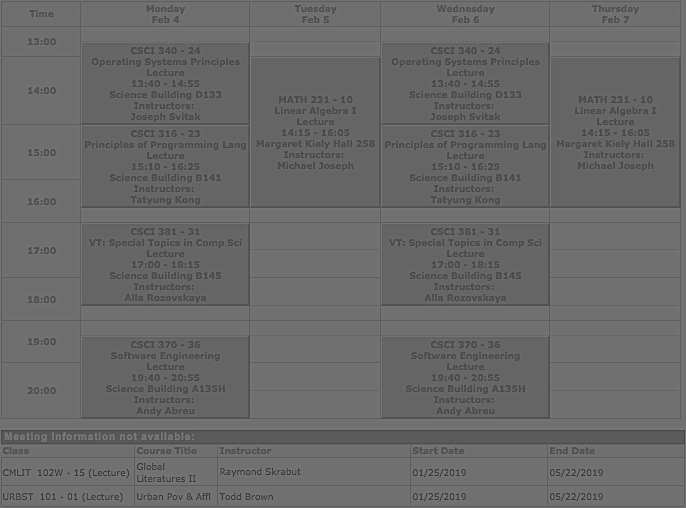 Time
Monday
Feb 4
Tuesday
Feb 5
Wednesday
Feb 6
Thursday
Feb 7
13:00
14:00
15:00
16:00
17:00
18:00
19:00
20:00
CSCI 340 - 24
Operating Systems Principles
Lecture
13:40 - 14:55
Science Building D133
Instructors:
Joseph Svitak
CSCI 316 - 23
Principles of Programming Lang
Lecture
15:10 - 16:25
Science Building B141
Instructors:
Tatyung Kong
CSCI 381 - 31
VT: Special Topics in Comp Sci
Lecture
17:00 - 18:15
Science Building B145
Instructors:
Alla Rozovskaya
CSCI 370 - 36
Software Engineering
Lecture
19:40 - 20:55
Science Building A135H
Instructors:
Andy Abreu
MATH 231 - 10
Linear Algebra I
Lecture
14:15 - 16:05
Margaret Kiely Hall 258
Instructors:
Michael Joseph
CSCI 340 - 24
Operating Systems Principles
Lecture
13:40 - 14:55
Science Building D133
Instructors:
Joseph Svitak
CSCI 316 - 23
Principles of Programming Lang
Lecture
15:10 - 16:25
Science Building B141
Instructors:
Tatyung Kong
CSCI 381 - 31
VT: Special Topics in Comp Sci
Lecture
17:00 - 18:15
Science Building B145
Instructors:
Alla Rozovskaya
CSCI 370 - 36
Software Engineering
Lecture
19:40 - 20:55
Science Building A135H
Instructors:
Andy Abreu
MATH 231 - 10
Linear Algebra I
Lecture
14:15 - 16:05
Margaret Kiely Hall 258
Instructors:
Michael Joseph
Meeting Information not available:
Class Course Title Instructor Start Date End Date
CMLIT 102W - 15 (Lecture) Global Literatures II Raymond Skrabut 01/25/2019 05/22/2019
URBST 101 - 01 (Lecture) Urban Pov & Affl Todd Brown 01/25/2019 05/22/2019